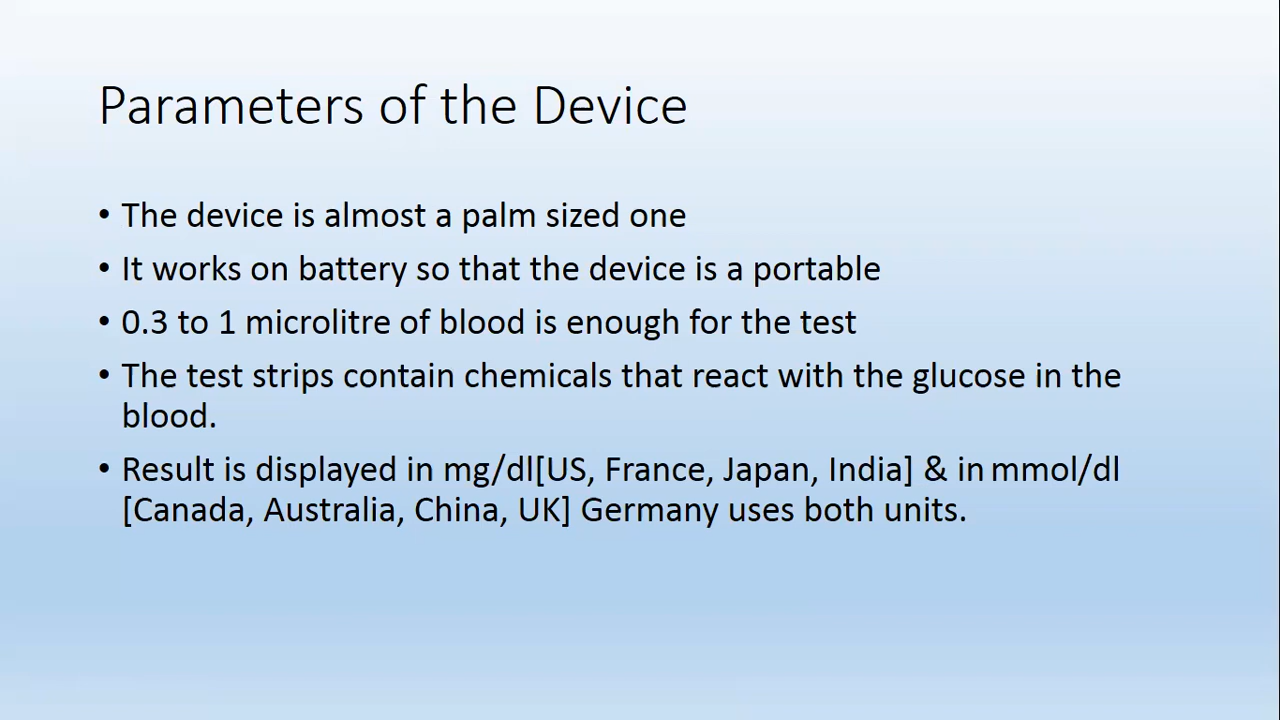 Parameters of the Device
• The device is almost a palm sized one
• It works on battery so that the device is a portable
• 0.3 to 1 microlitre of blood is enough for the test
• The test strips contain chemicals that react with the glucose in the
blood.
• Result is displayed in mg/dl[US, France, Japan, India] & in mmol/dl
[Canada, Australia, China, UK] Germany uses both units.